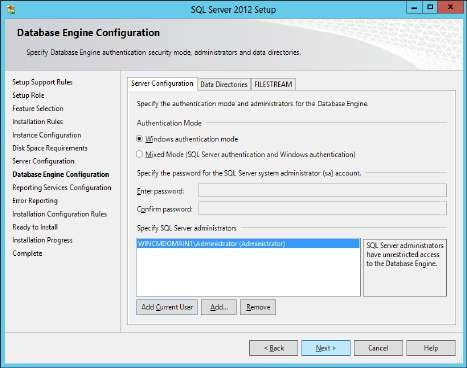 SQL Server 2012 Setup
Database Engine Configuration
Specify Database Engine authentication security mode, administrators and data directories.
Setup Support Rules
Setup Role
Feature Selection
Installation Rules
Instance Configuration
Disk Space Requirements
Server Configuration
Database Engine Configuration
Reporting Services Configuration
Error Reporting
Installation Configuration Rules
Ready to Install
Installation Progress
Complete
Server Configuration Data Directories FILESTREAM
Specify the authentication mode and administrators for the Database Engine.
Authentication Mode
Windows authentication mode
Mixed Mode (SQL Server authentication and Windows authentication)
Specify the password for the SQL Server system administrator (sa) account.
Enter password:
Confirm password:
Specify SQL Server administrators
WINCMDOMAIN1\Administrator (Administrator)
SQL Server administrators
have unrestricted access
to the Database Engine.
Add Current User Add... Remove
< Back Next > Cancel Help